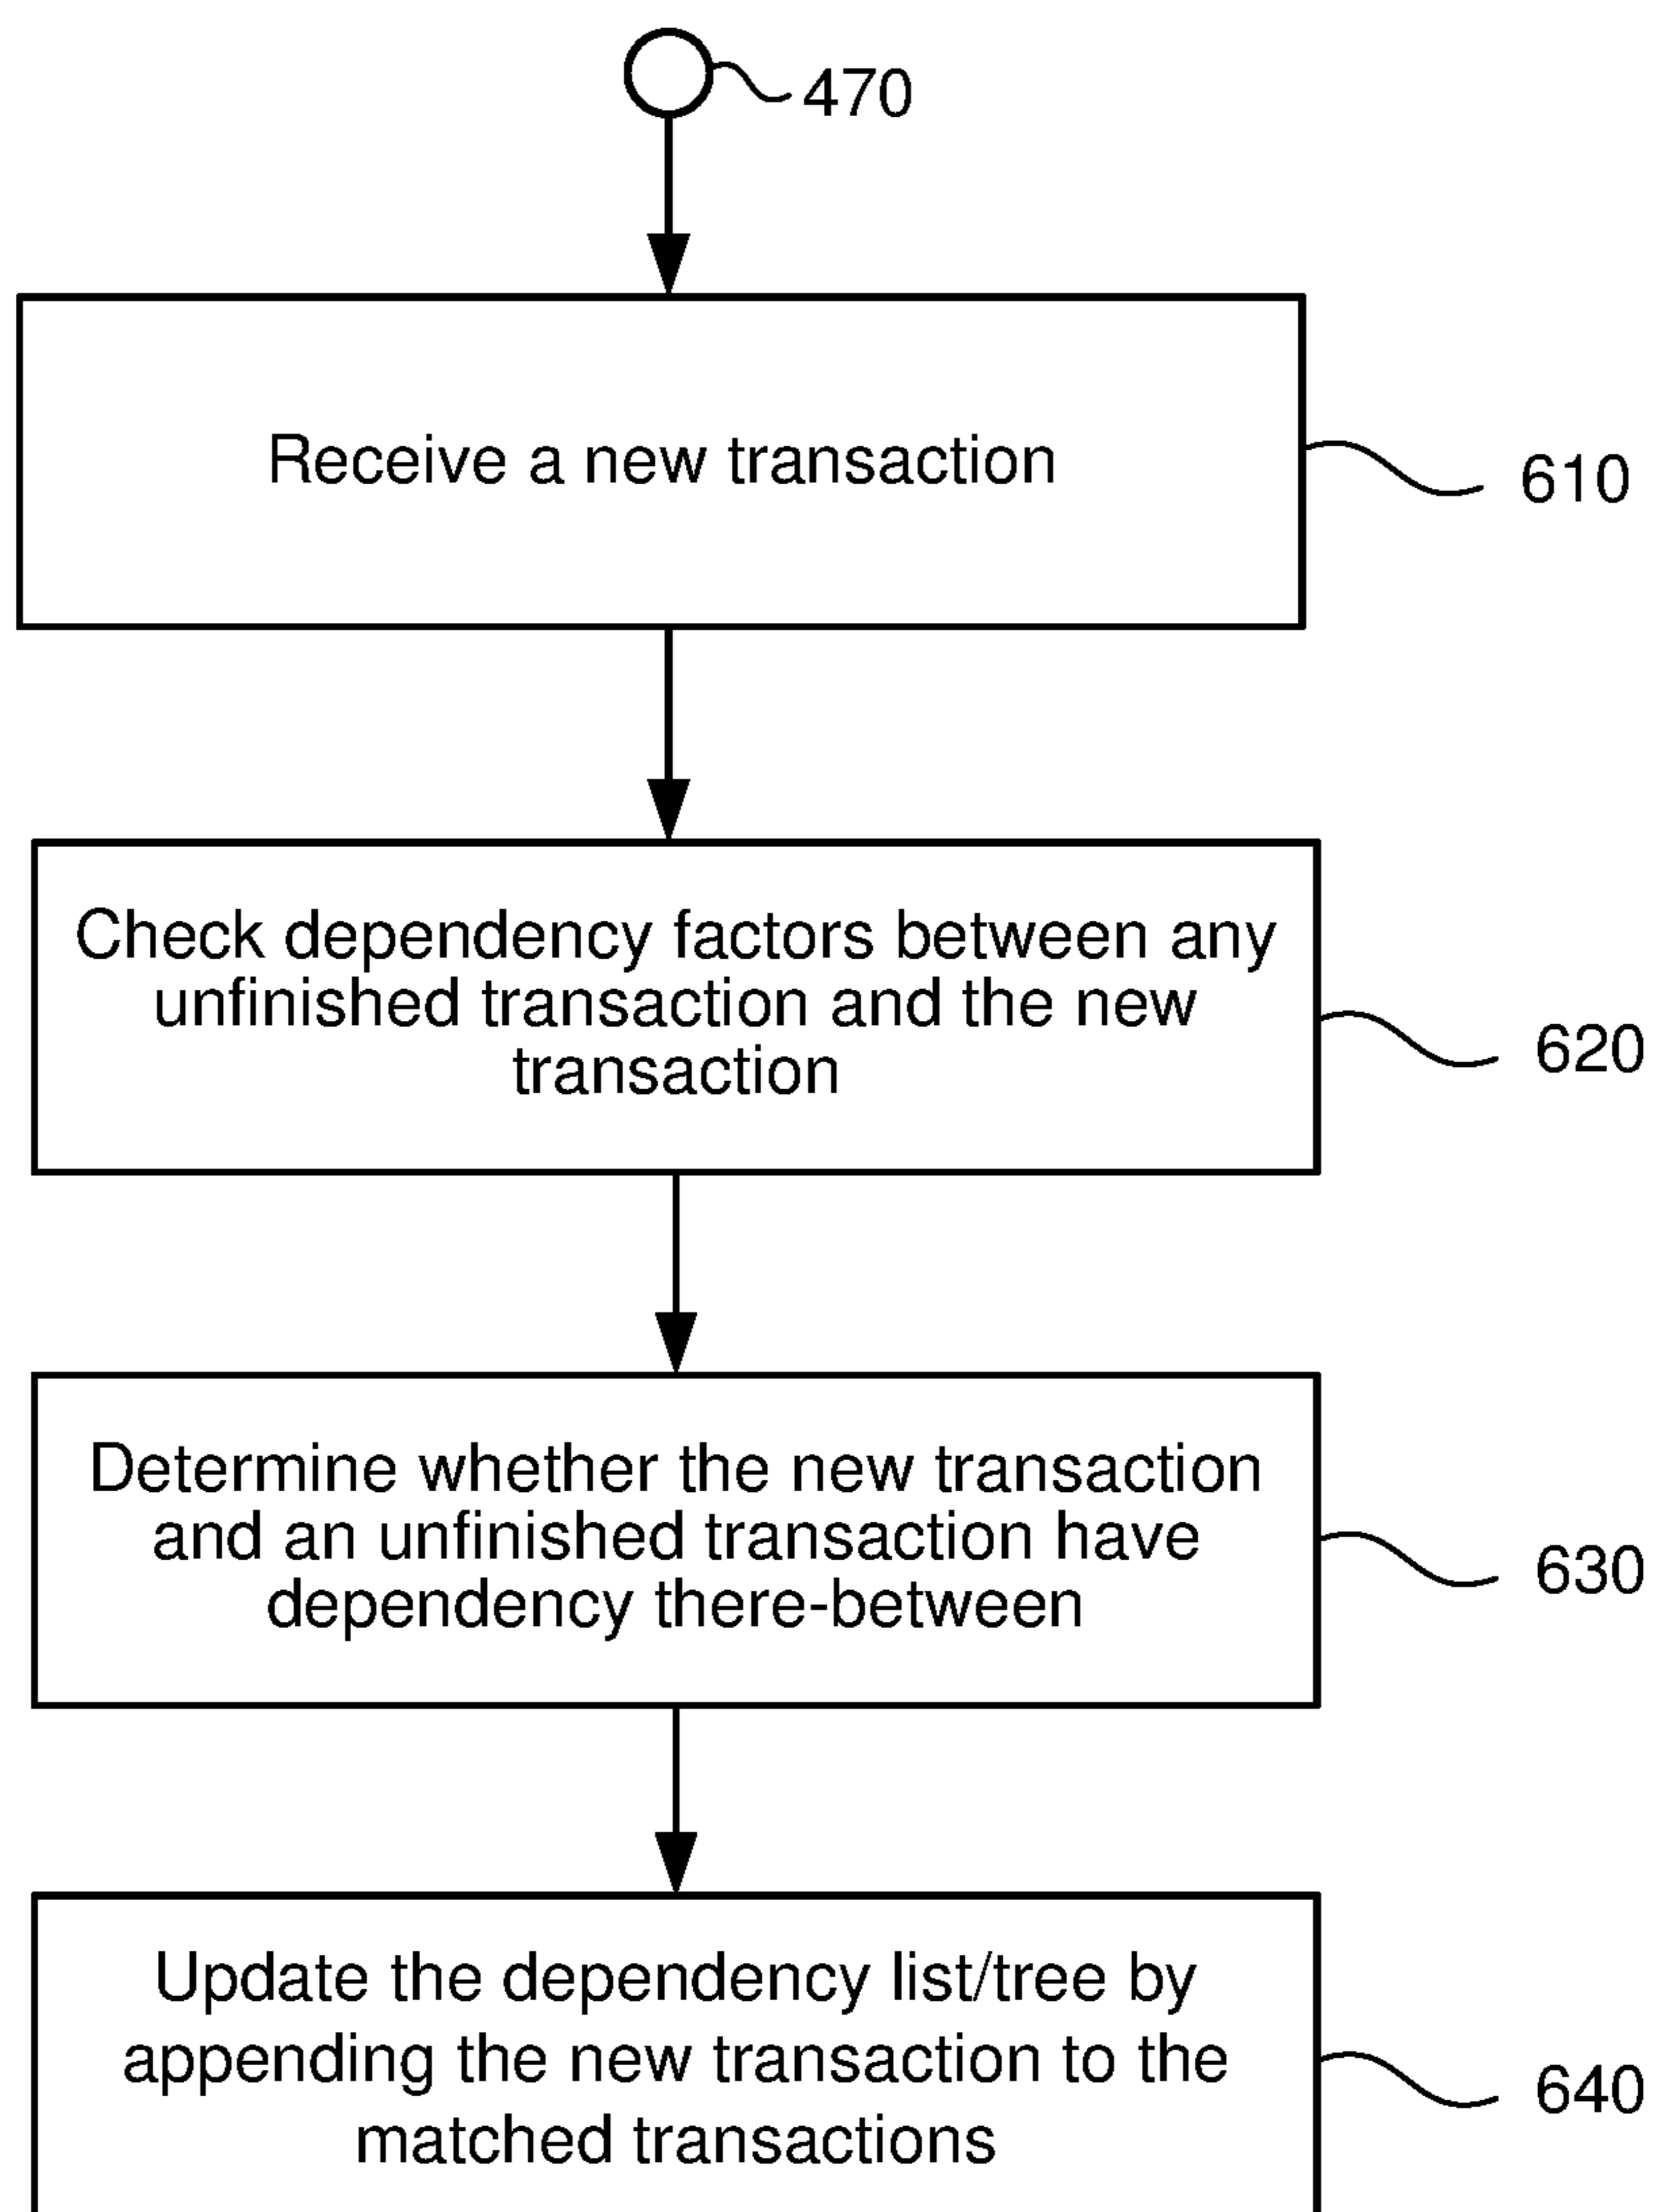 470
Receive a new transaction
610
Check dependency factors between any
unfinished transaction and the new
transaction
620
Determine whether the new transaction
and an unfinished transaction have
dependency there-between
630
Update the dependency list/tree by
appending the new transaction to the
matched transactions
640